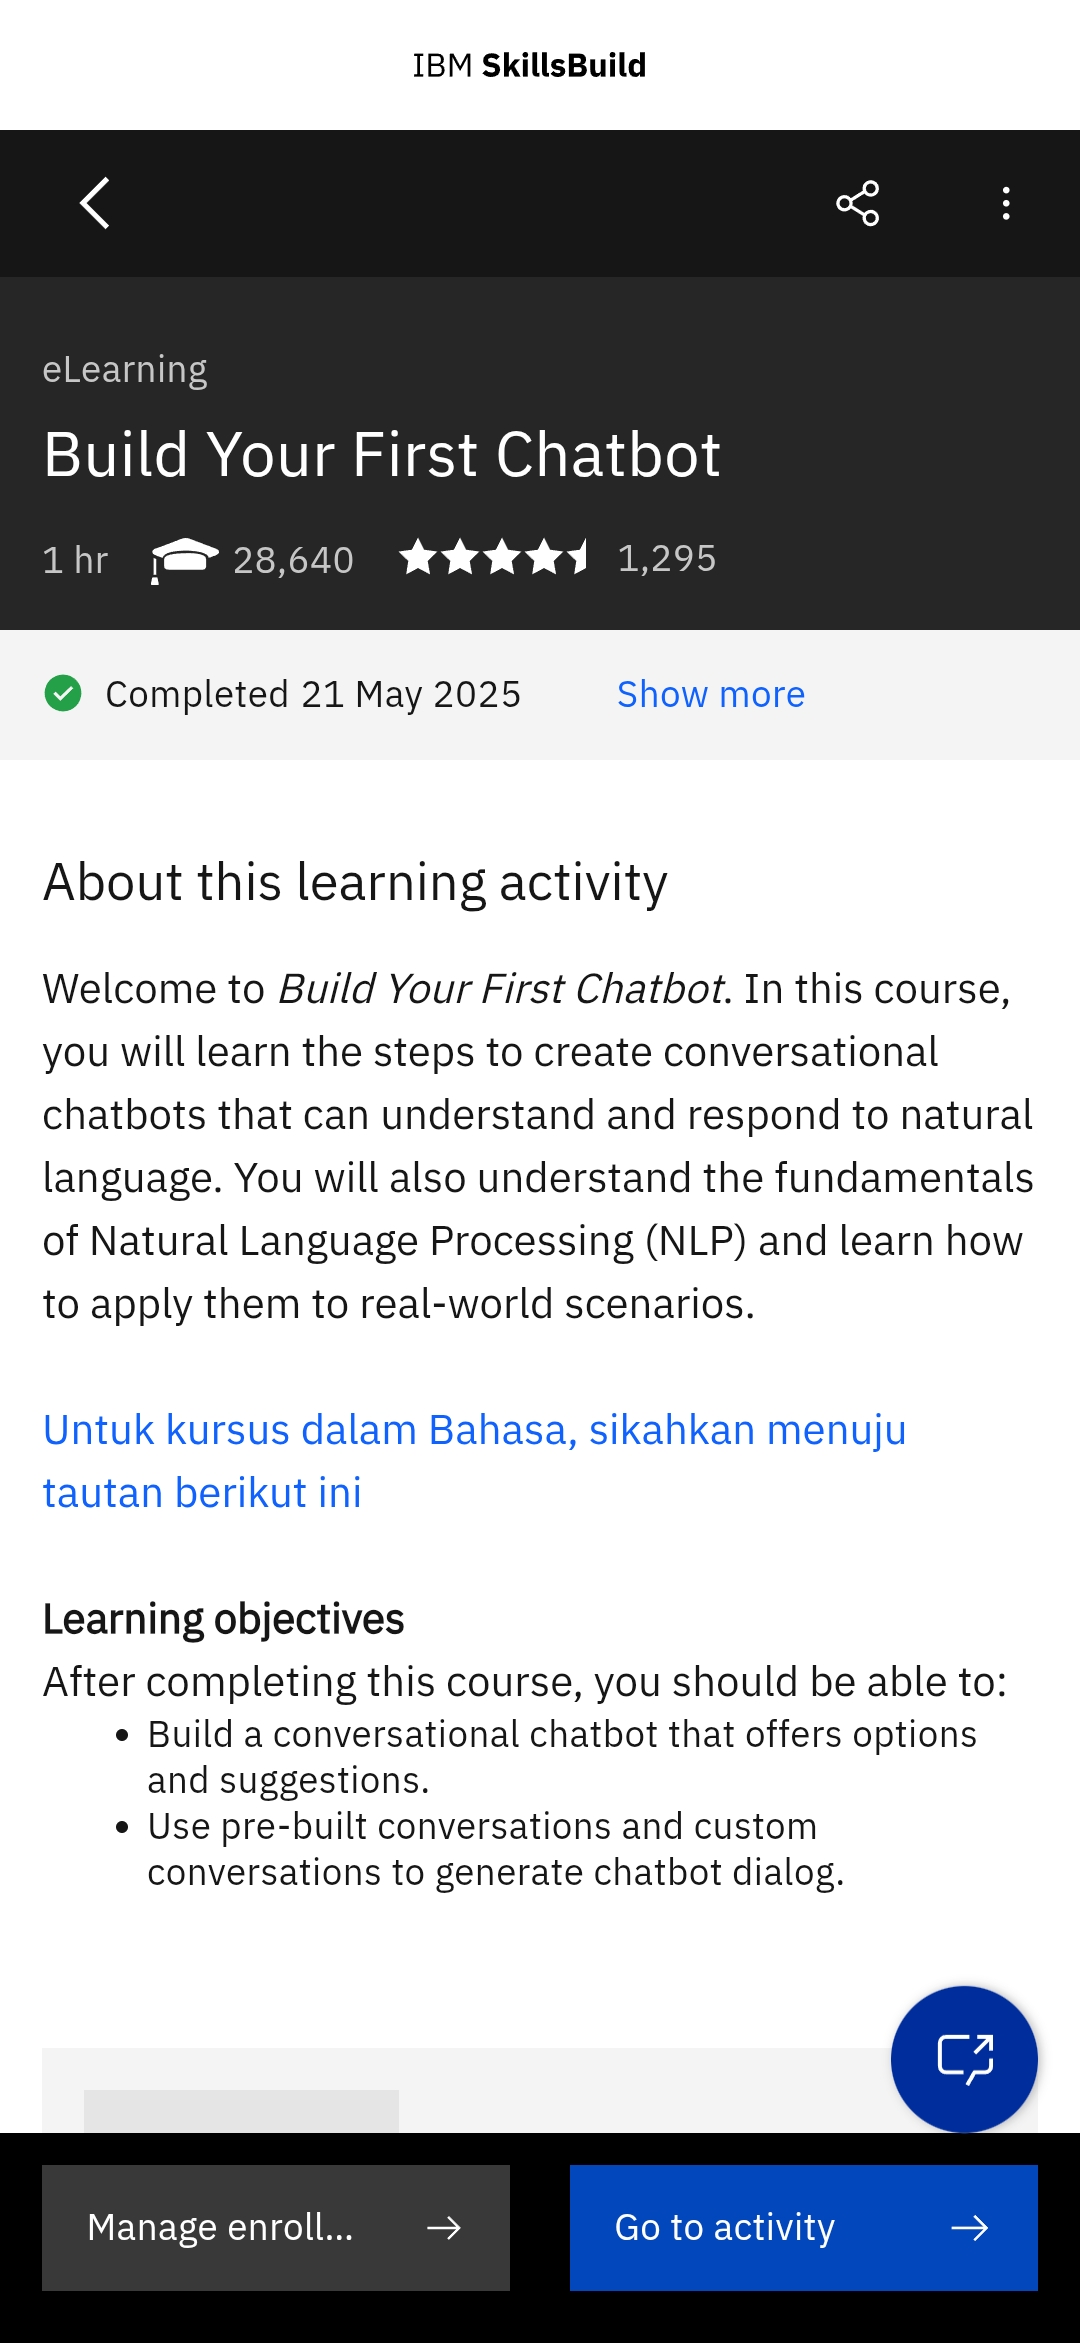 IBM SkillsBuild
eLearning
Build Your First Chatbot
1 hr 28,640 1,295
Completed 21 May 2025 Show more
About this learning activity
Welcome to Build Your First Chatbot. In this course,
you will learn the steps to create conversational
chatbots that can understand and respond to natural
language. You will also understand the fundamentals
of Natural Language Processing (NLP) and learn how
to apply them to real-world scenarios.
Untuk kursus dalam Bahasa, sikahkan menuju
tautan berikut ini
Learning objectives
After completing this course, you should be able to:
• Build a conversational chatbot that offers options
and suggestions.
• Use pre-built conversations and custom
conversations to generate chatbot dialog.
Manage enroll... Go to activity